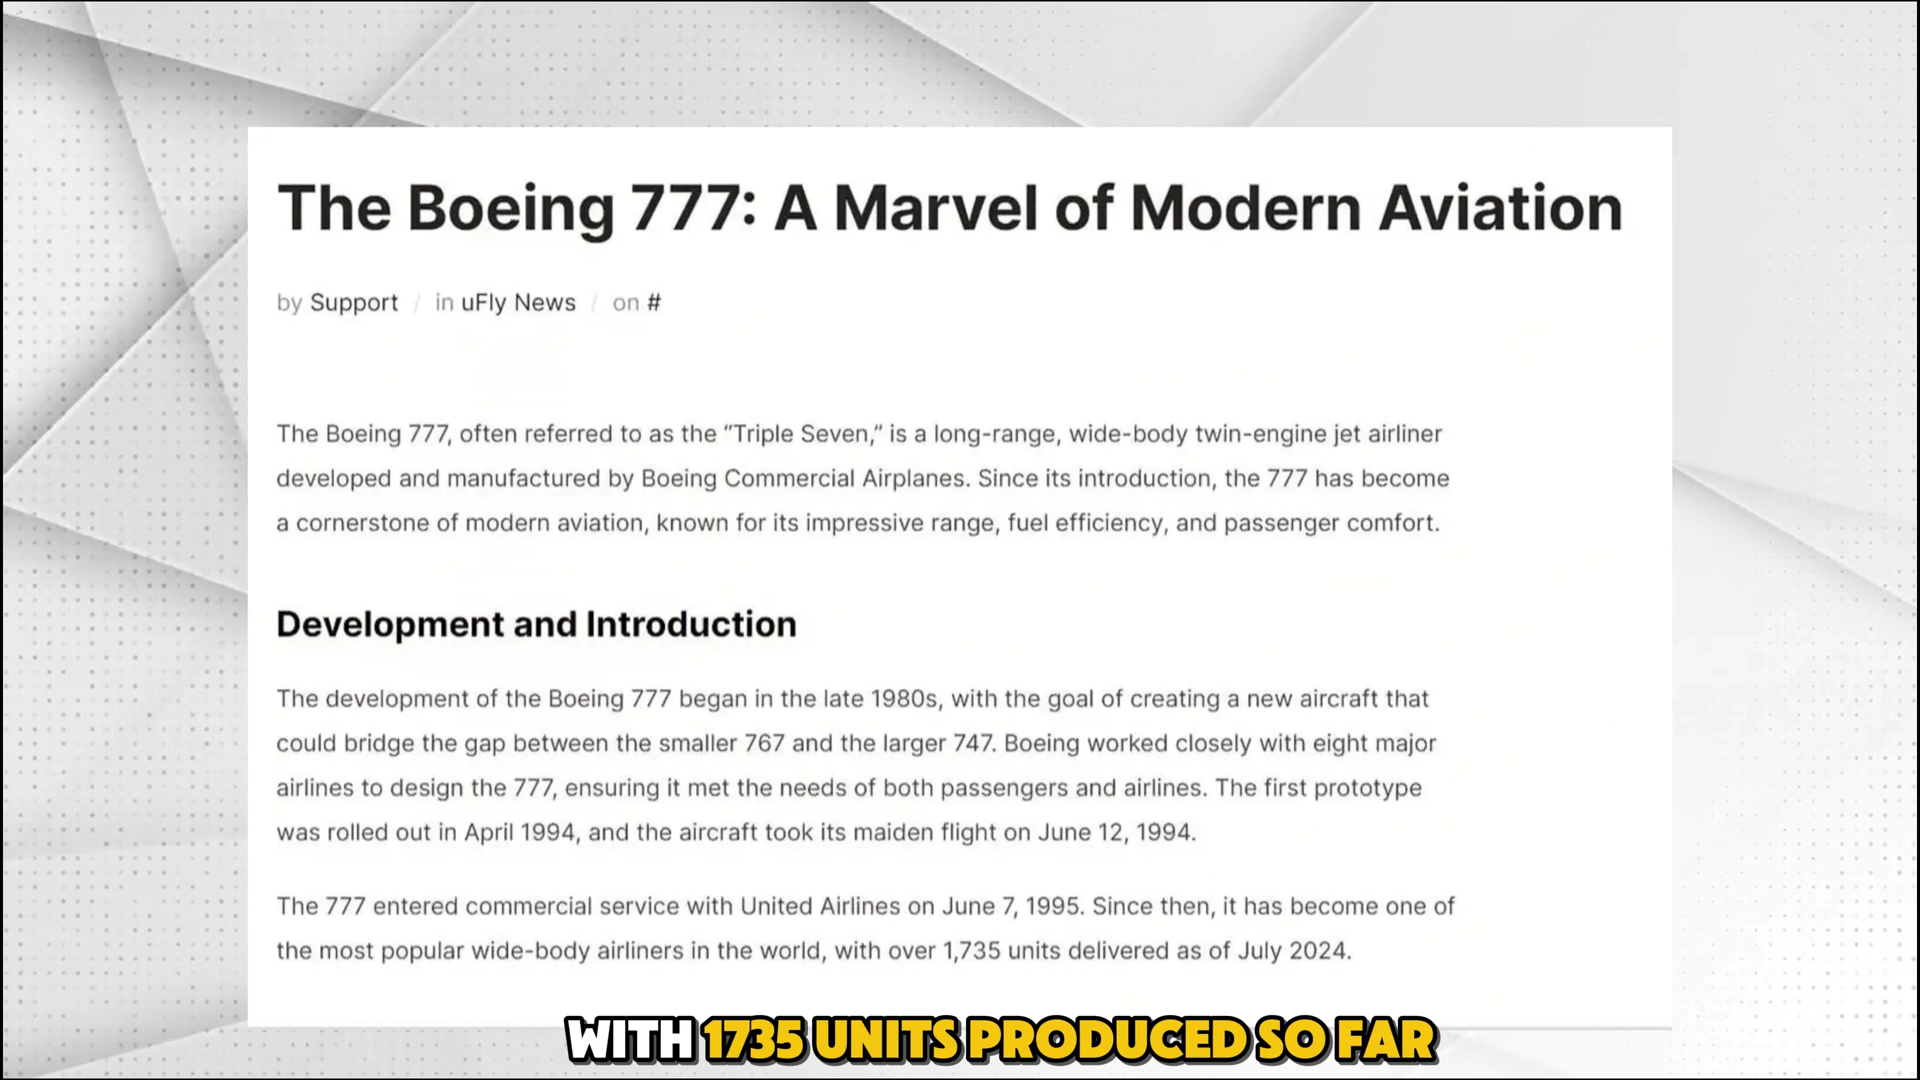 The Boeing 777: A Marvel of Modern Aviation
by Support / in uFly News / on #
The Boeing 777, often referred to as the “Triple Seven,” is a long-range, wide-body twin-engine jet airliner
developed and manufactured by Boeing Commercial Airplanes. Since its introduction, the 777 has become
a cornerstone of modern aviation, known for its impressive range, fuel efficiency, and passenger comfort.
Development and Introduction
The development of the Boeing 777 began in the late 1980s, with the goal of creating a new aircraft that
could bridge the gap between the smaller 767 and the larger 747. Boeing worked closely with eight major
airlines to design the 777, ensuring it met the needs of both passengers and airlines. The first prototype
was rolled out in April 1994, and the aircraft took its maiden flight on June 12, 1994.
The 777 entered commercial service with United Airlines on June 7, 1995. Since then, it has become one of
the most popular wide-body airliners in the world, with over 1,735 units delivered as of July 2024.
WITH 1735 UNITS PRODUCED SO FAR